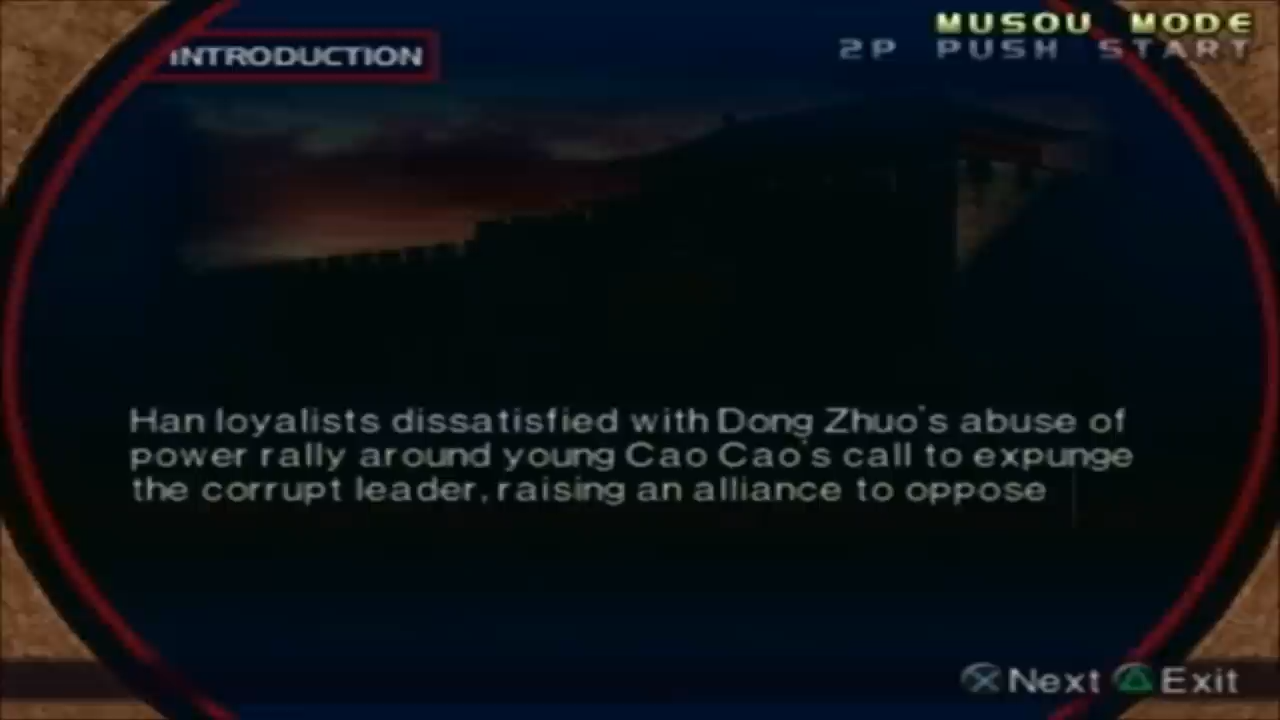 MUSOU MODE
INTRODUCTION
2P PUSH START
Han loyalists dissatisfied with Dong Zhuo's abuse of
power rally around young Cao Cao's call to expunge
the corrupt leader, raising an alliance to oppose
Next Exit